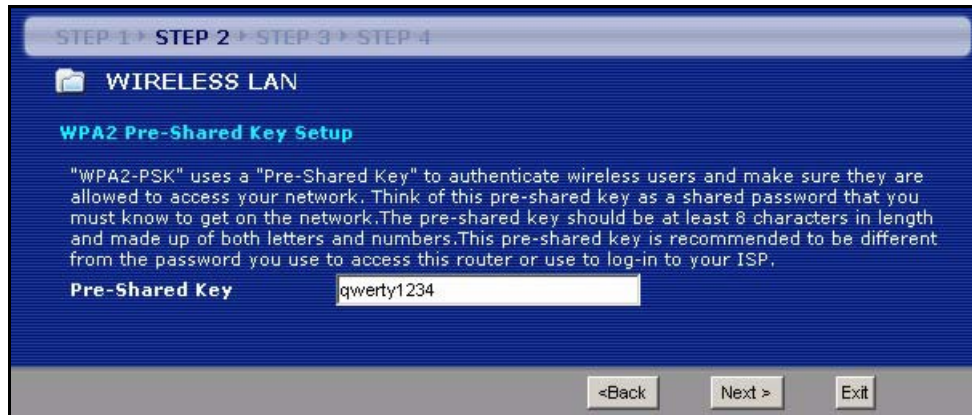 STEP 1 STEP 2 STEP 3 STEP 4
WIRELESS LAN
WPA2 Pre-Shared Key Setup
"WPA2-PSK" uses a "Pre-Shared Key" to authenticate wireless users and make sure they are
allowed to access your network. Think of this pre-shared key as a shared password that you
must know to get on the network.The pre-shared key should be at least 8 characters in length
and made up of both letters and numbers.This pre-shared key is recommended to be different
from the password you use to access this router or use to log-in to your ISP.
Pre-Shared Key qwerty1234
<Back Next > Exit